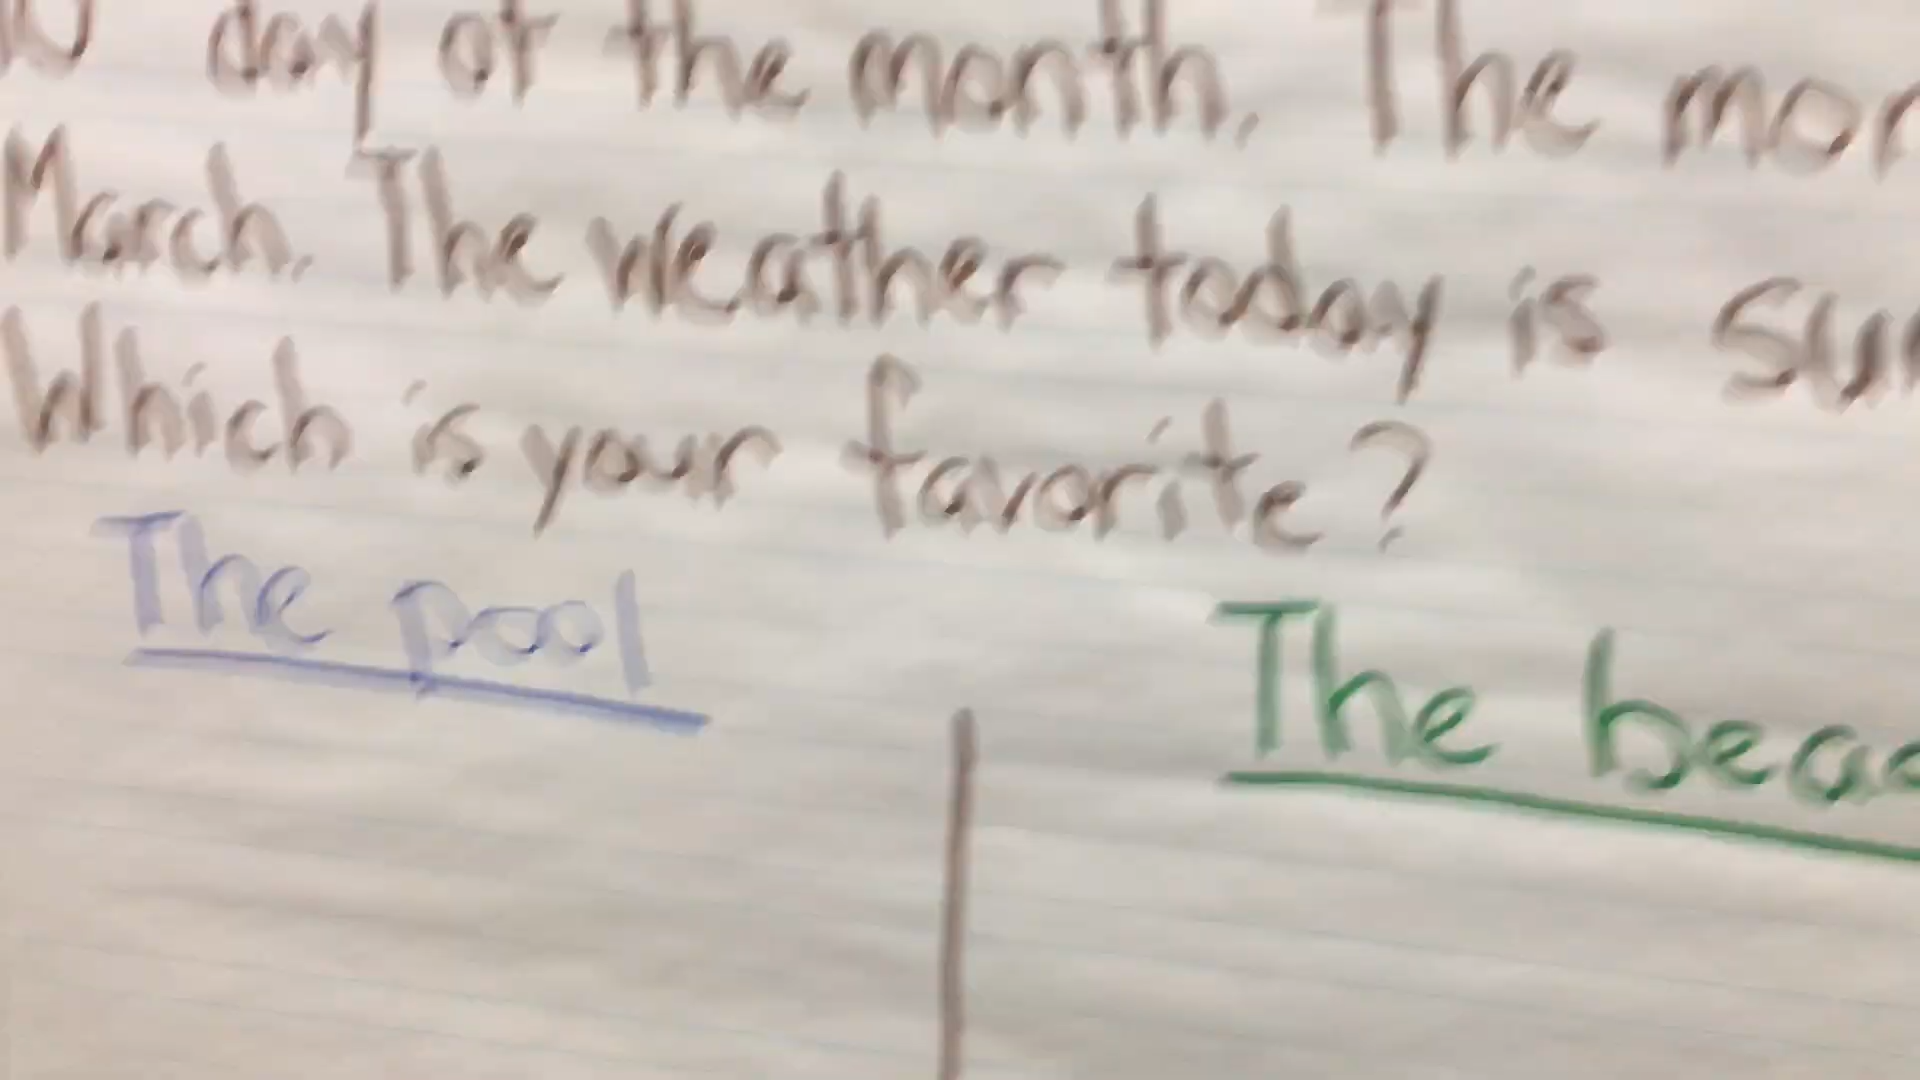 day of the month. The
March. The weather today is
Which is your favorite?
The pool
The